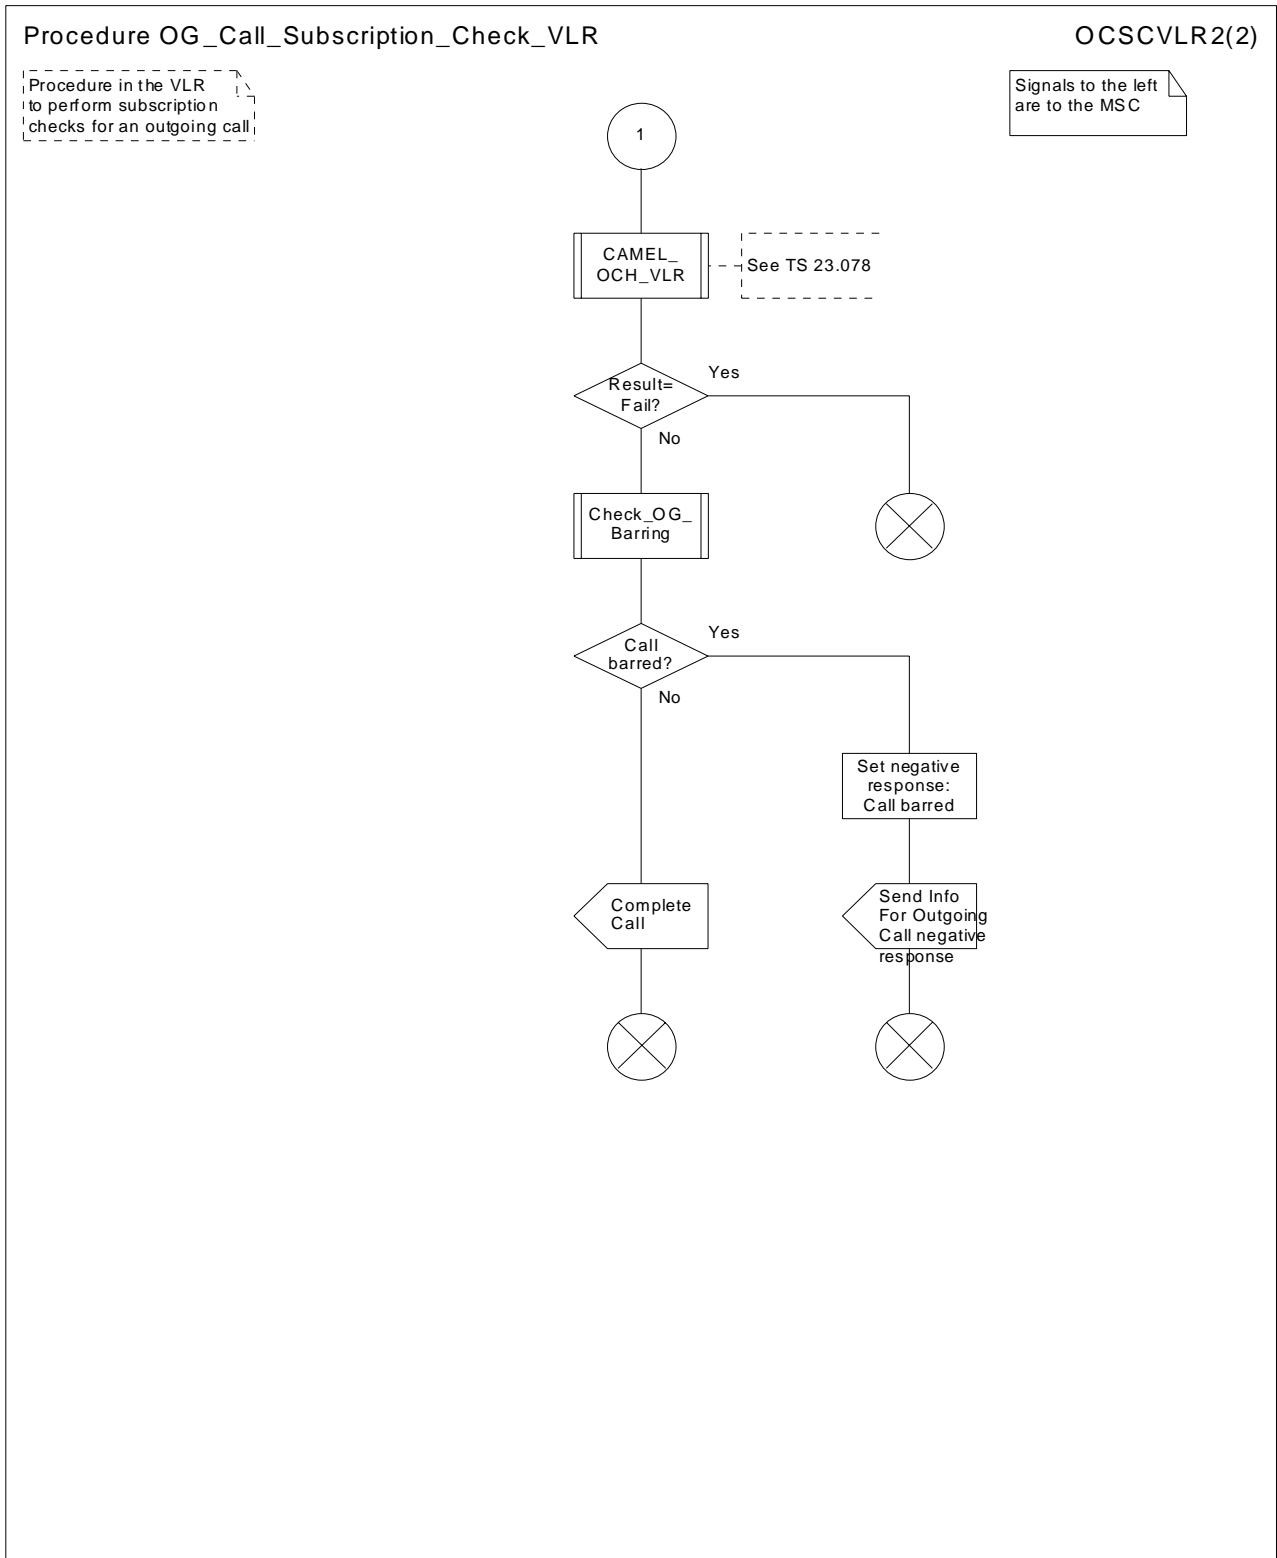 Procedure OG_Call_Subscription_Check_VLR
OCSCVLR2(2)
Procedure in the VLR
to perform subscription
checks for an outgoing call
Signals to the left
are to the MSC
1
CAMEL_
OCH_VLR
See TS 23.078
Result=
Fail?
Yes
No
Check_OG_
Barring
Call
barred?
Yes
No
Set negative
response:
Call barred
Complete
Call
Send Info
For Outgoing
Call negative
response